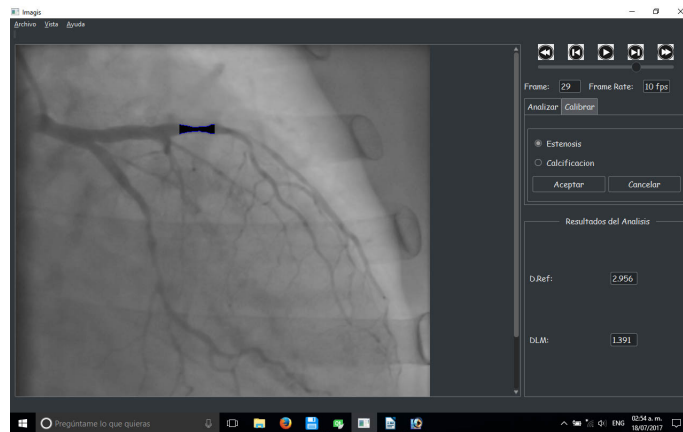 Imagis
Archivo Vista Ayuda
Frame: 29 Frame Rate: 10 fps
Analizar Calibrar
Estenosis
Calcificacion
Aceptar Cancelar
Resultados del Analisis
D.Ref: 2.956
DLM: 1.391
Pregúntame lo que quieras
ENG
02:54 a. m.
18/07/2017